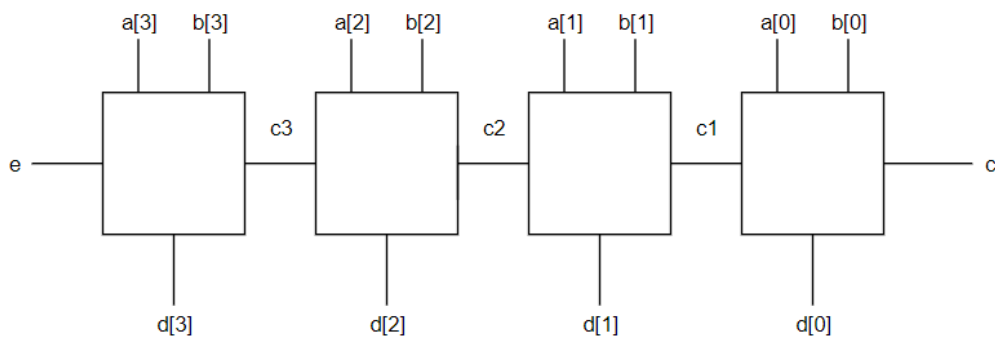 a[3] b[3] a[2] b[2] a[1] b[1] a[0] b[0]
c3 c2 c1
e c
d[3] d[2] d[1] d[0]